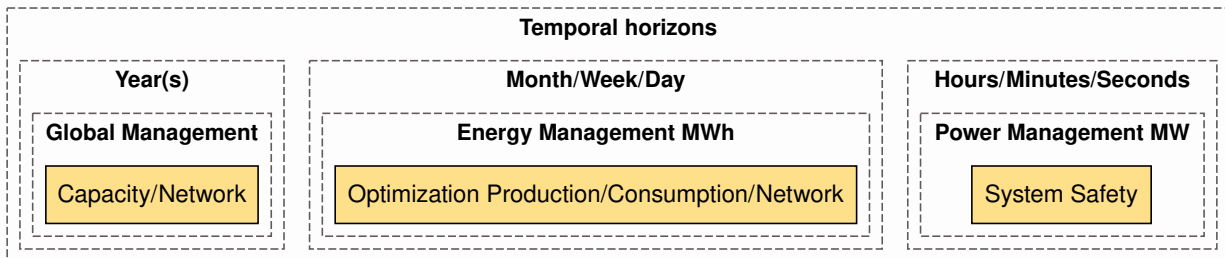 Temporal horizons
Year(s)
Global Management
Capacity/Network
Month/Week/Day
Energy Management MWh
Optimization Production/Consumption/Network
Hours/Minutes/Seconds
Power Management MW
System Safety